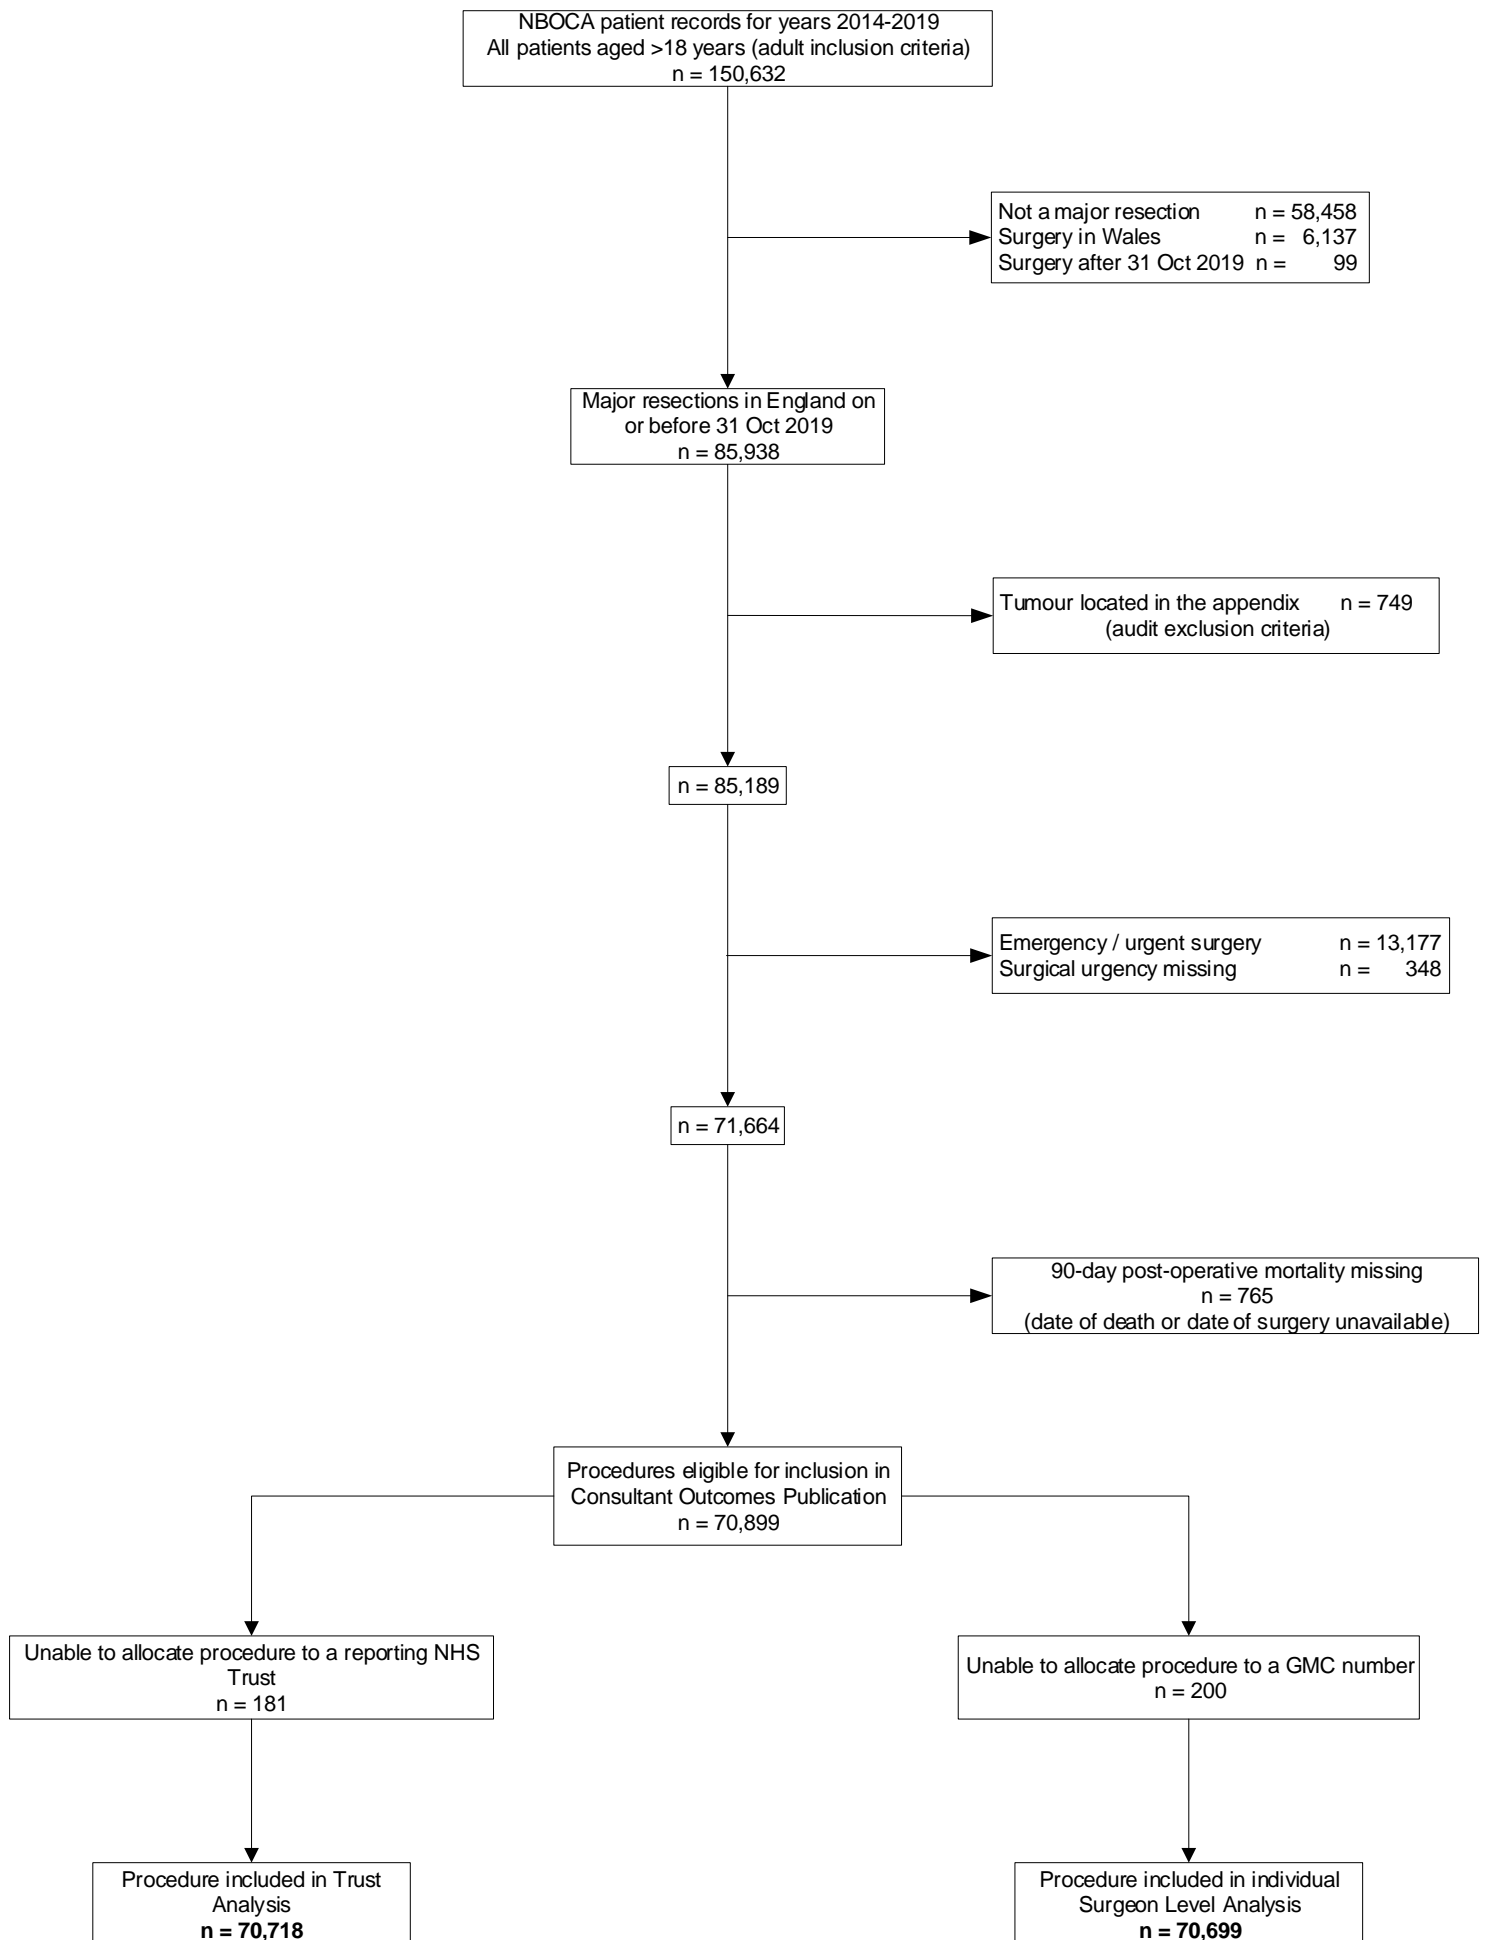 NBOCA patient records for years 2014-2019
All patients aged >18 years (adult inclusion criteria)
n = 150,632
Not a major resection n = 58,458
Surgery in Wales n = 6,137
Surgery after 31 Oct 2019 n = 99
Major resections in England on
or before 31 Oct 2019
n = 85,938
Tumour located in the appendix n = 749
(audit exclusion criteria)
n = 85,189
Emergency / urgent surgery n = 13,177
Surgical urgency missing n = 348
n = 71,664
90-day post-operative mortality missing
n = 765
(date of death or date of surgery unavailable)
Procedures eligible for inclusion in
Consultant Outcomes Publication
n = 70,899
Unable to allocate procedure to a reporting NHS
Trust
n = 181
Unable to allocate procedure to a GMC number
n = 200
Procedure included in Trust
Analysis
n = 70,718
Procedure included in individual
Surgeon Level Analysis
n = 70,699